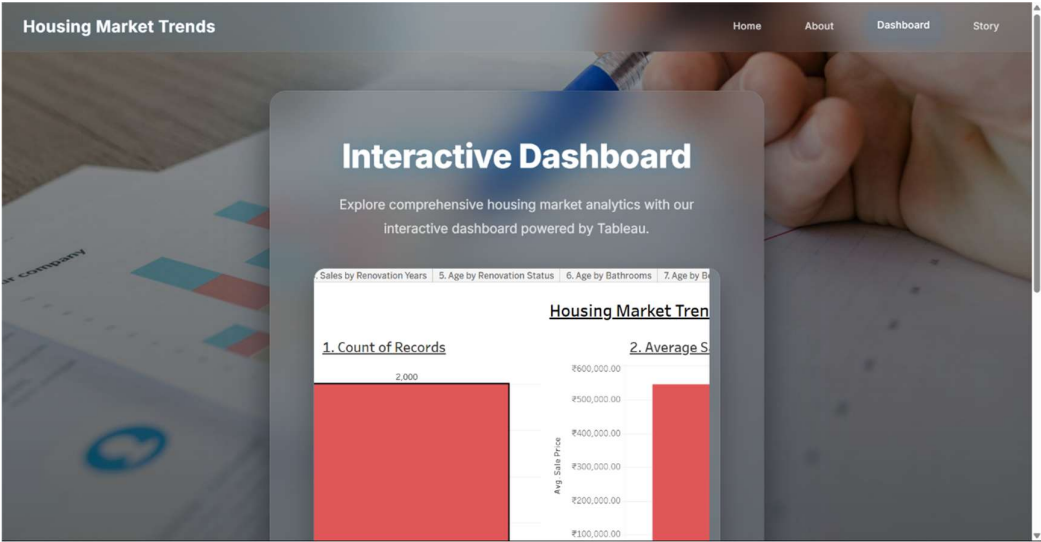 Housing Market Trends
Home About Dashboard Story
Interactive Dashboard
Explore comprehensive housing market analytics with our
interactive dashboard powered by Tableau.
. Sales by Renovation Years 5. Age by Renovation Status 6. Age by Bathrooms 7. Age by Be
Housing Market Tren
1. Count of Records
2. Average S
2,000
₹600,000.00
₹500,000.00
₹400,000.00
₹300,000.00
₹200,000.00
₹100,000.00
Avg. Sale Price
company